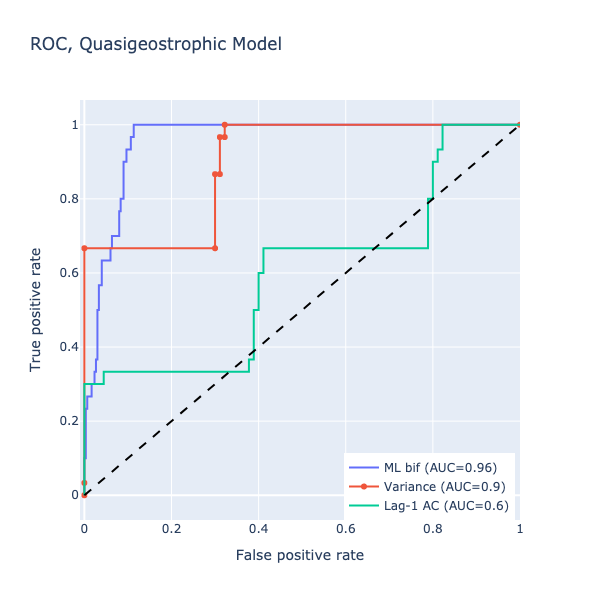 ROC, Quasigeostrophic Model
1
0.8
0.6
0.4
0.2
0
True positive rate
0 0.2 0.4 0.6 0.8 1
False positive rate
ML bif (AUC=0.96)
Variance (AUC=0.9)
Lag-1 AC (AUC=0.6)